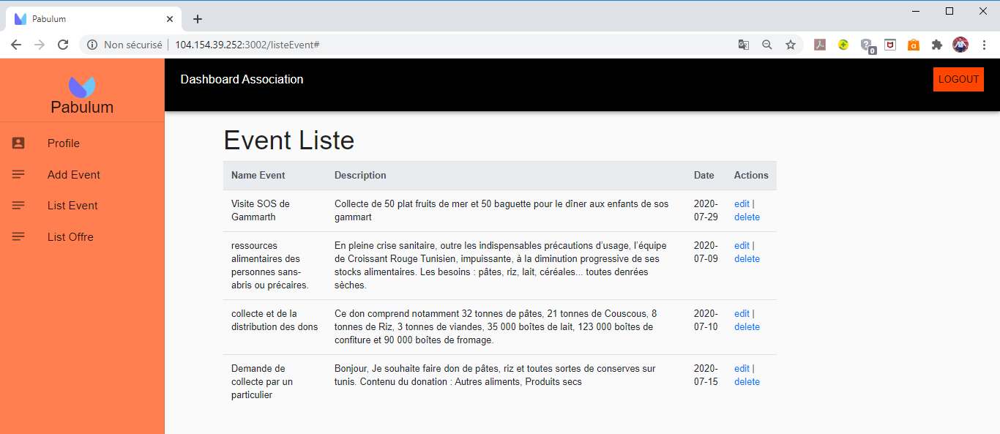 Pabulum
Non sécurisé
104.154.39.252:3002/listeEvent#
0
a
Pabulum
Profile
Add Event
List Event
List Offre
Dashboard Association
LOGOUT
Event Liste
Name Event Description Date Actions
Visite SOS de
Gammarth
Collecte de 50 plat fruits de mer et 50 baguette pour le dîner aux enfants de sos
gammart
2020-
07-29
edit |
delete
ressources
alimentaires des
personnes sans-
abris ou précaires.
En pleine crise sanitaire, outre les indispensables précautions d'usage, l'équipe
de Croissant Rouge Tunisien, impuissante, à la diminution progressive de ses
stocks alimentaires. Les besoins : pâtes, riz, lait, céréales... toutes denrées
sèches.
2020-
07-09
edit |
delete
collecte et de la
distribution des dons
Ce don comprend notamment 32 tonnes de pâtes, 21 tonnes de Couscous, 8
tonnes de Riz, 3 tonnes de viandes, 35 000 boîtes de lait, 123 000 boîtes de
confiture et 90 000 boîtes de fromage.
2020-
07-10
edit |
delete
Demande de
collecte par un
particulier
Bonjour, Je souhaite faire don de pâtes, riz et toutes sortes de conserves sur
tunis. Contenu du donation : Autres aliments, Produits secs
2020-
07-15
edit |
delete